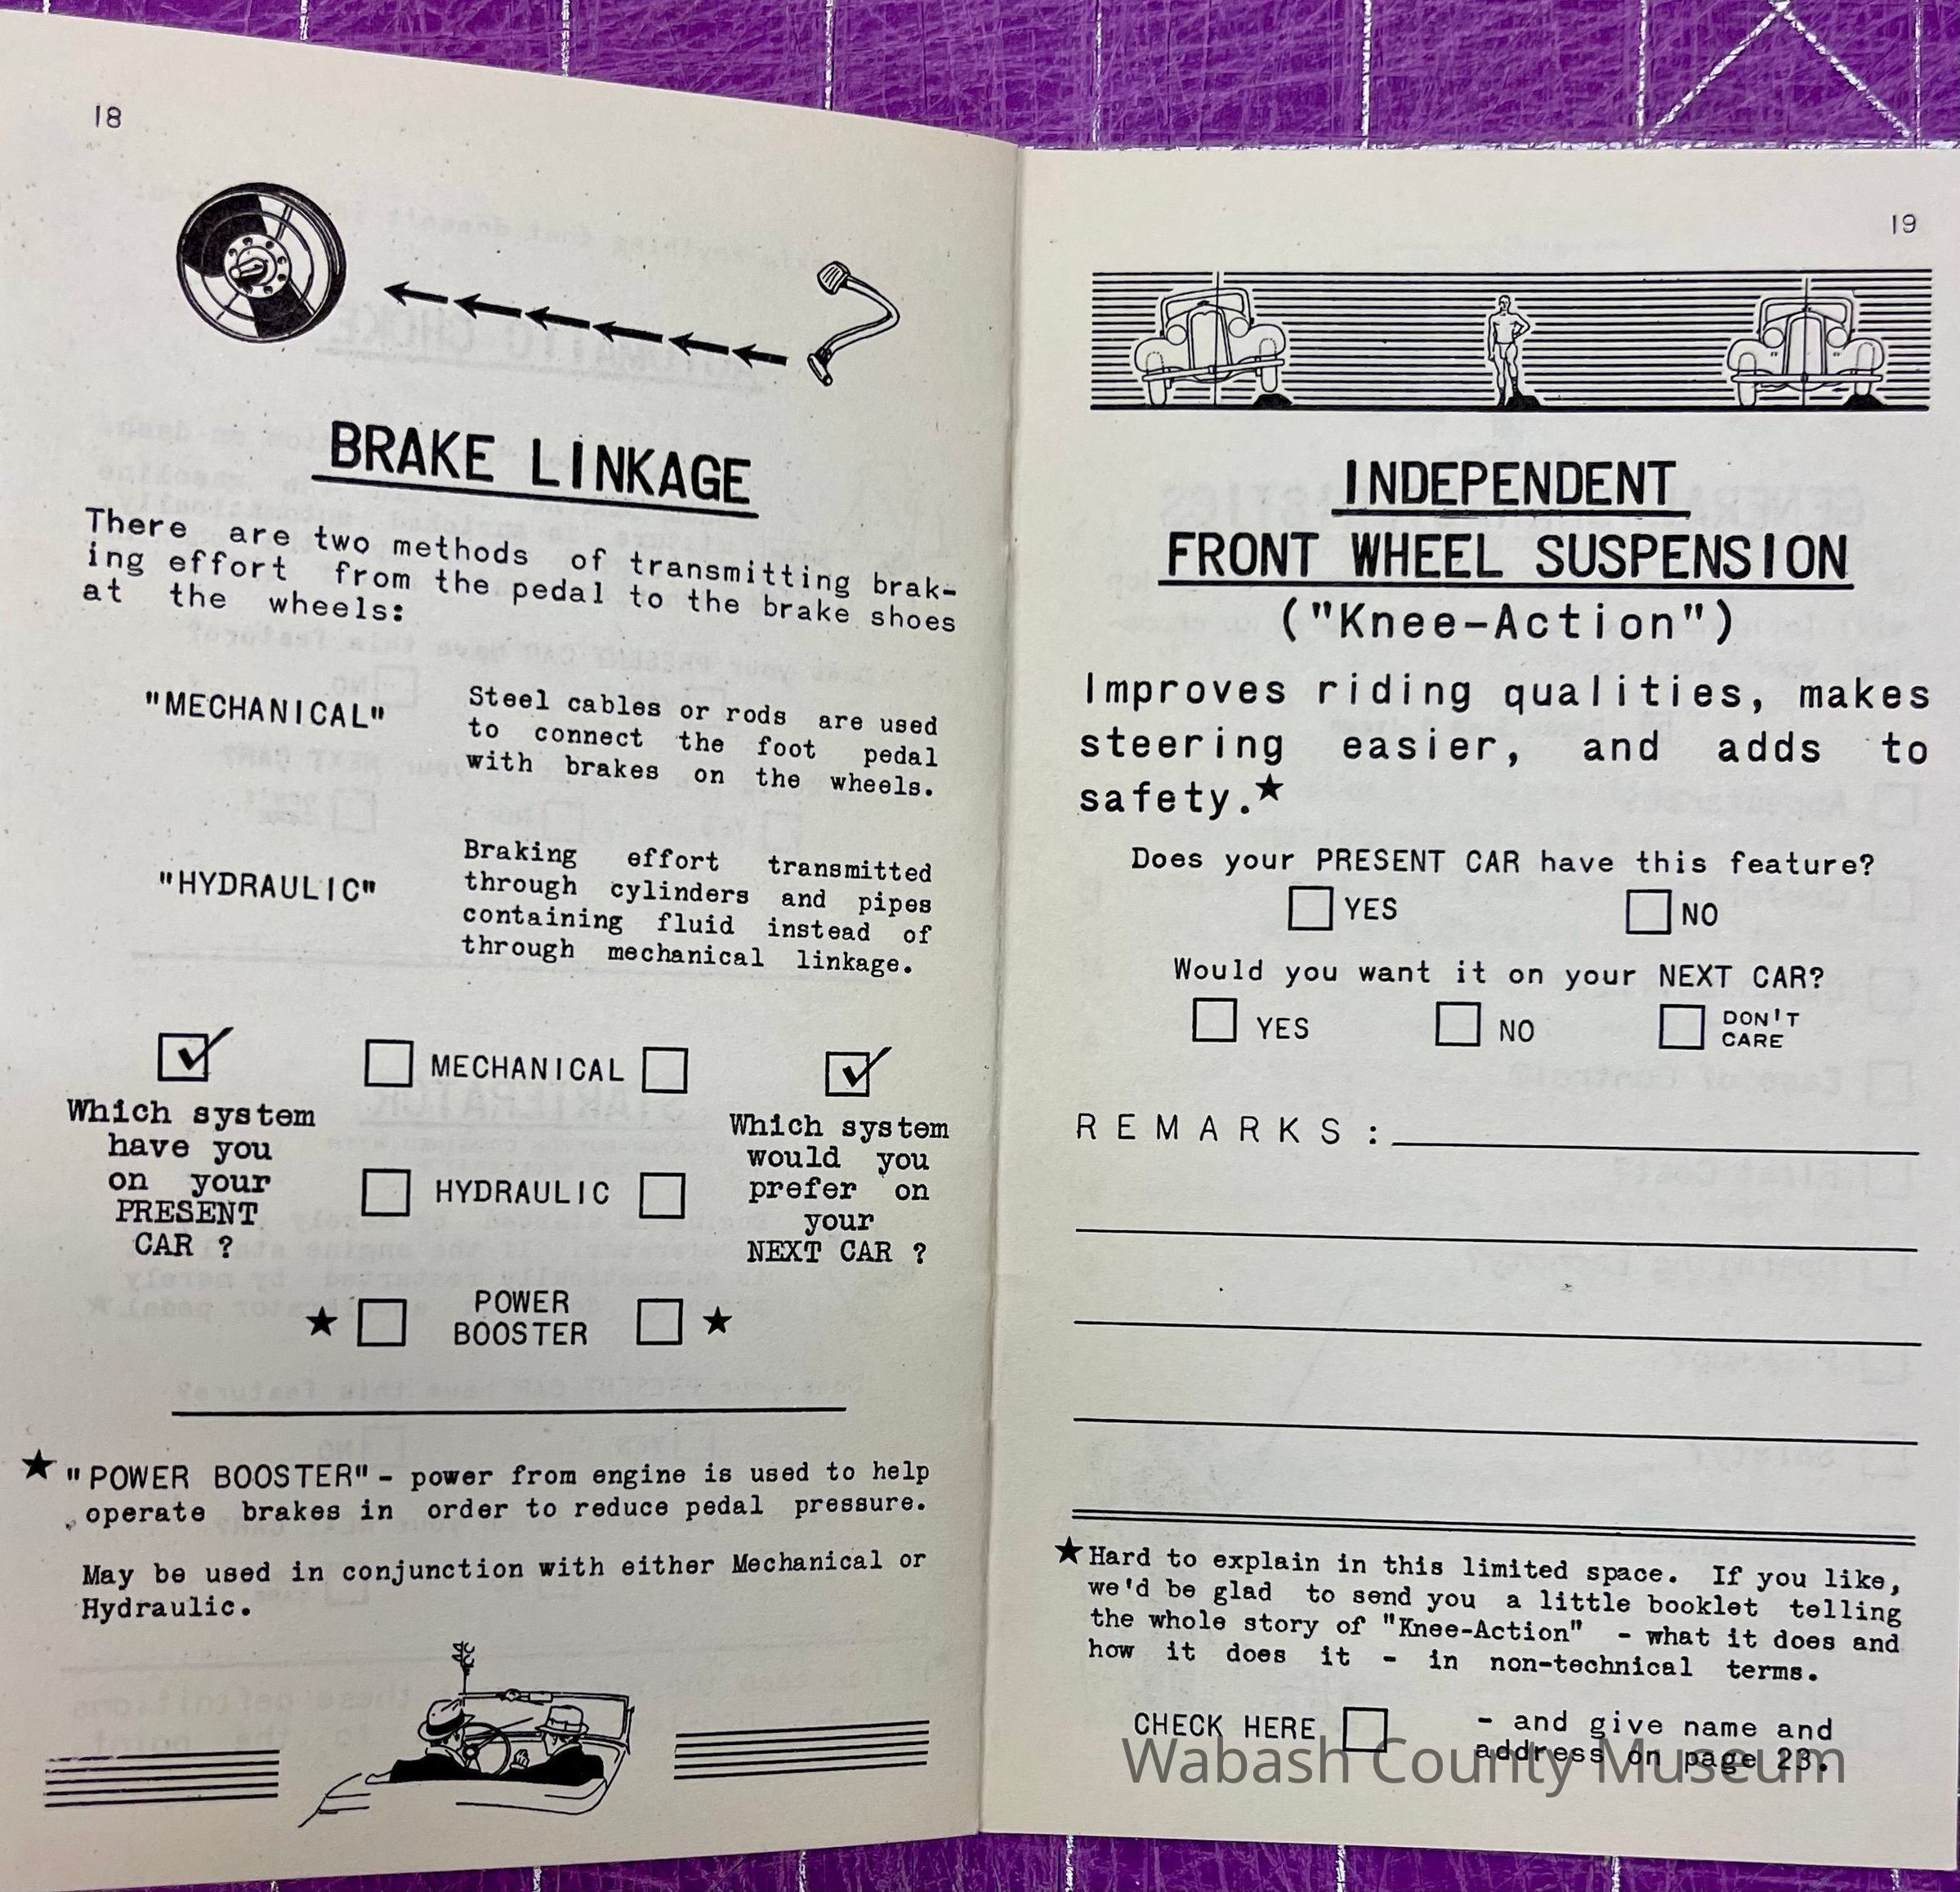 18
BRAKE LINKAGE
There are two methods of transmitting brak-
ing effort from the pedal to the brake shoes
at the wheels:
"MECHANICAL"
Steel cables or rods are used
to connect the foot pedal
with brakes on the wheels.
"HYDRAULIC"
Braking effort transmitted
through cylinders and pipes
containing fluid instead of
through mechanical linkage.
Which system
have you
on your
PRESENT
CAR ?
MECHANICAL
HYDRAULIC
POWER
BOOSTER
Which system
would you
prefer on
your
NEXT CAR ?
★ ★
★ "POWER BOOSTER" - power from engine is used to help
operate brakes in order to reduce pedal pressure.
May be used in conjunction with either Mechanical or
Hydraulic.
19
INDEPENDENT
FRONT WHEEL SUSPENSION
("Knee-Action")
Improves riding qualities, makes
steering easier, and adds to
safety.★
Does your PRESENT CAR have this feature?
YES NO
Would you want it on your NEXT CAR?
YES NO DON'T
CARE
REMARKS:
★Hard to explain in this limited space. If you like,
we'd be glad to send you a little booklet telling
the whole story of "Knee-Action" - what it does and
how it does it - in non-technical terms.
CHECK HERE
- and give name and
address on page 23.
Wabash County Museum